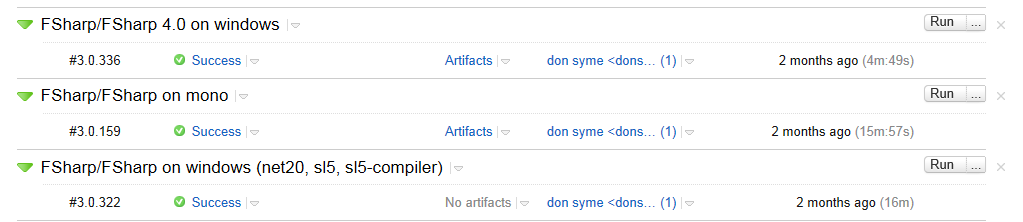 FSharp/FSharp 4.0 on windows Run ...
#3.0.336 Success Artifacts don syme <dons... (1) 2 months ago (4m:49s)
FSharp/FSharp on mono Run ...
#3.0.159 Success Artifacts don syme <dons... (1) 2 months ago (15m:57s)
FSharp/FSharp on windows (net20, sl5, sl5-compiler) Run ...
#3.0.322 Success No artifacts don syme <dons... (1) 2 months ago (16m)